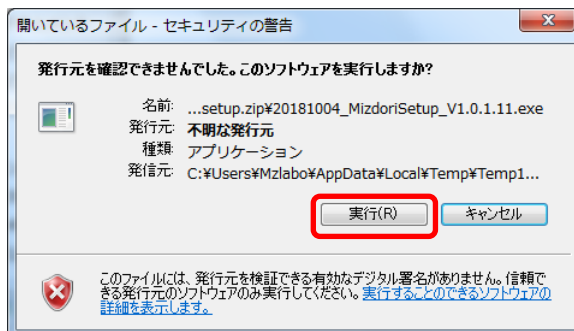 開いているファイル - セキュリティの警告
発行元を確認できませんでした。このソフトウェアを実行しますか?
名前: ...setup.zip¥20181004_MizdoriSetup_V1.0.1.11.exe
発行元: 不明な発行元
種類: アプリケーション
発信元: C:¥Users¥Mzlabo¥AppData¥Local¥Temp¥Temp1...
実行(R) キャンセル
このファイルには、発行元を検証できる有効なデジタル署名がありません。信頼で
きる発行元のソフトウェアのみ実行してください。実行することのできるソフトウェアの
詳細を表示します。